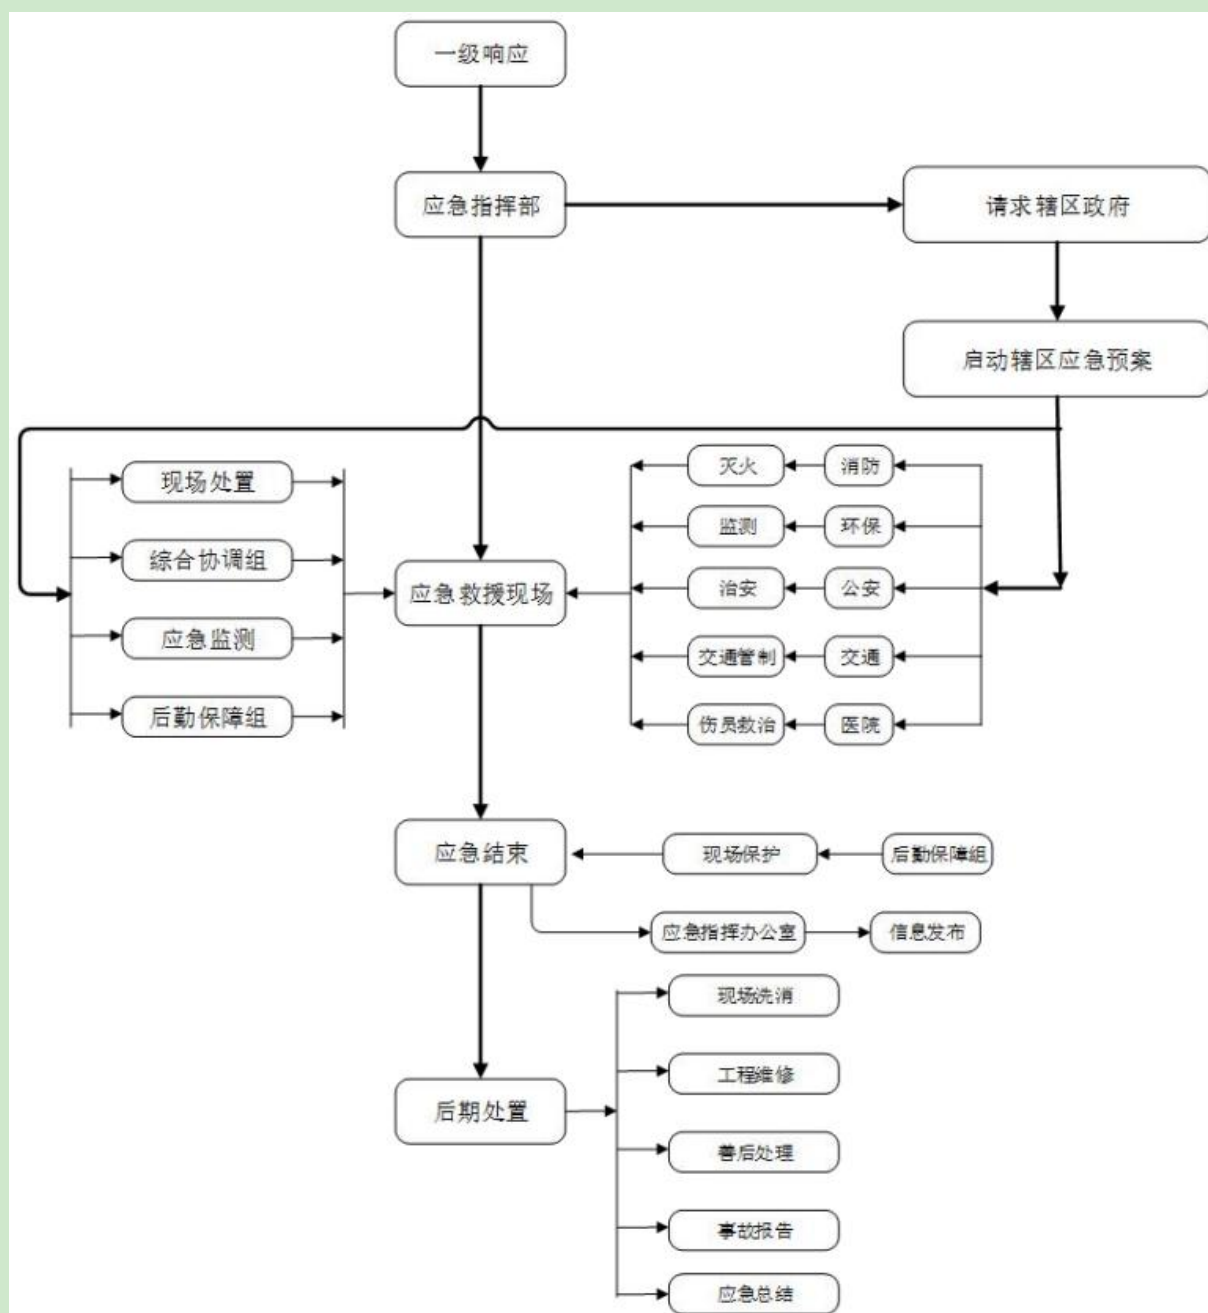 一级响应
应急指挥部
请求辖区政府
启动辖区应急预案
现场处置
综合协调组
应急监测
后勤保障组
应急救援现场
灭火
消防
监测
环保
治安
公安
交通管制
交通
伤员救治
医院
应急结束
现场保护
后勤保障组
应急指挥办公室
信息发布
后期处置
现场洗消
工程维修
善后处理
事故报告
应急总结